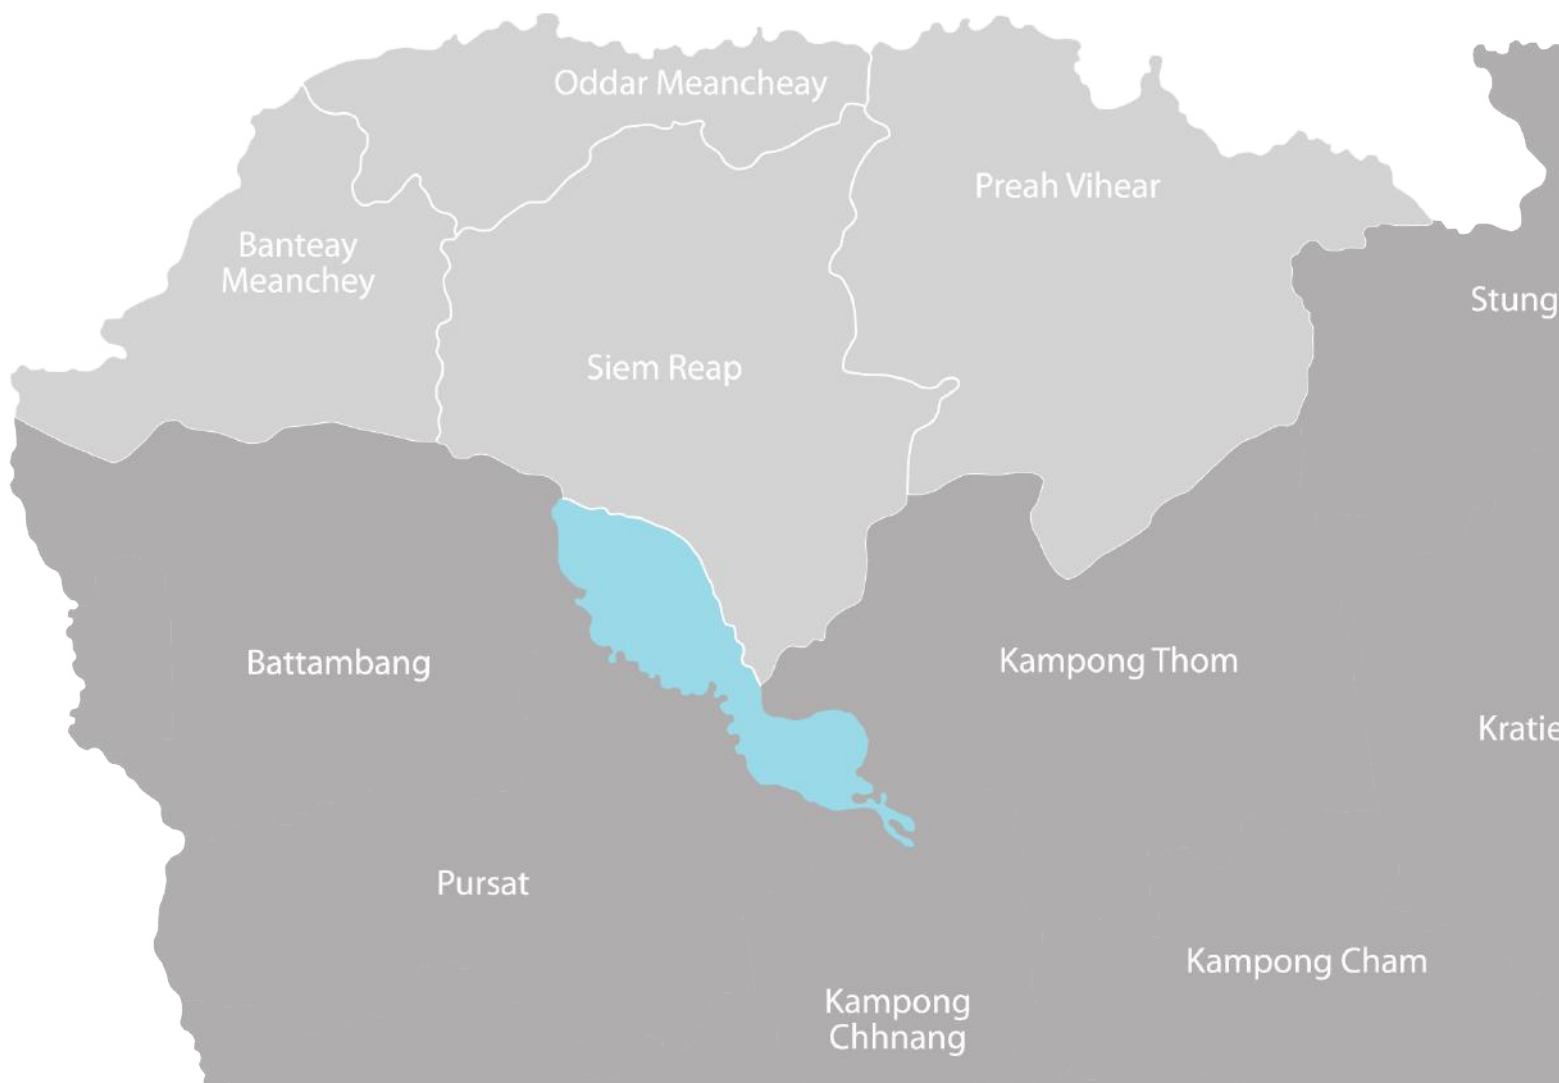 Oddar Meancheay
Preah Vihear
Banteay
Meanchey
Stung
Siem Reap
Battambang
Kampong Thom
Kratie
Pursat
Kampong Cham
Kampong
Chhnang